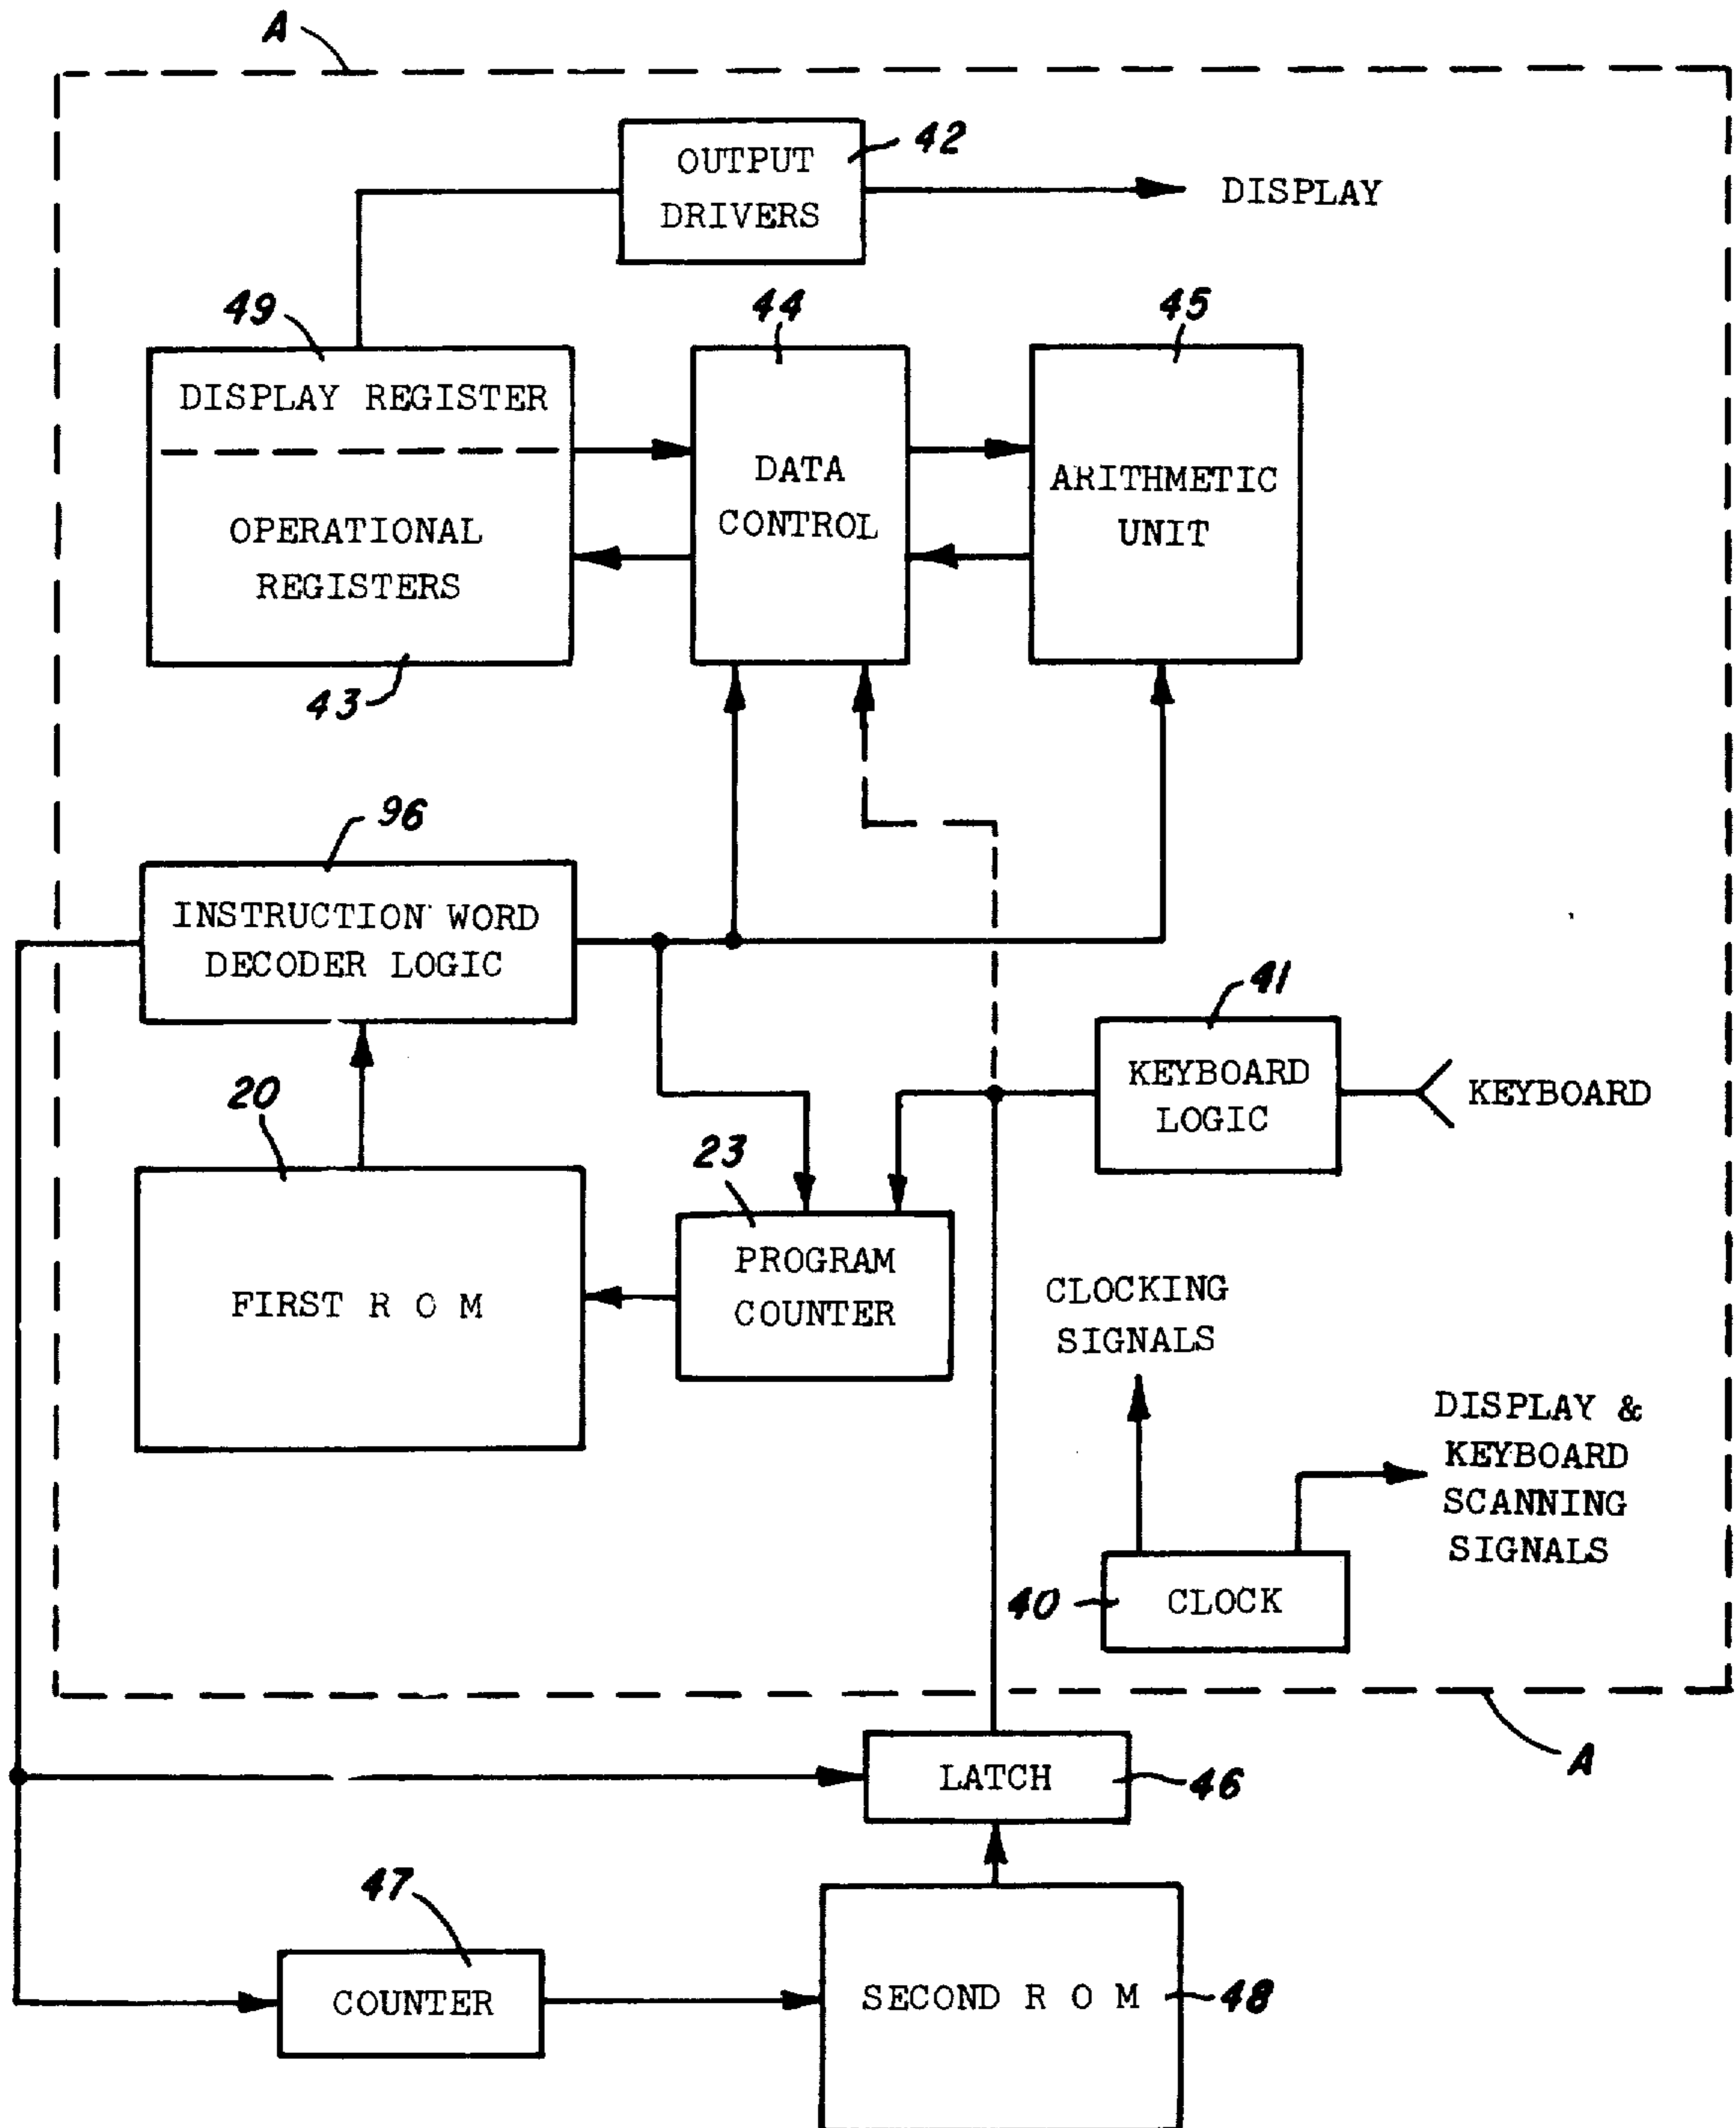 A
42
OUTPUT
DRIVERS
DISPLAY
49
44
45
DISPLAY REGISTER
OPERATIONAL
REGISTERS
DATA
CONTROL
ARITHMETIC
UNIT
43
96
INSTRUCTION WORD
DECODER LOGIC
41
KEYBOARD
LOGIC
KEYBOARD
20
23
FIRST R O M
PROGRAM
COUNTER
CLOCKING
SIGNALS
DISPLAY &
KEYBOARD
SCANNING
SIGNALS
40
CLOCK
A
LATCH
46
47
COUNTER
SECOND R O M
48